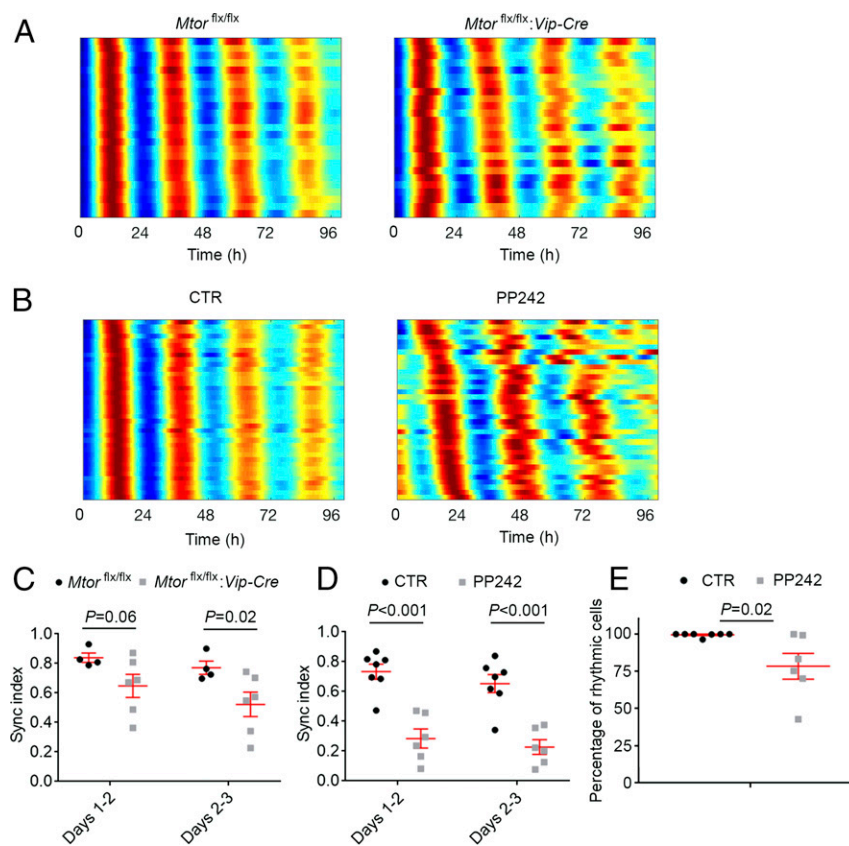 A
Mtor flx/flx
Mtor flx/flx:Vip-Cre
0 24 48 72 96
Time (h)
0 24 48 72 96
Time (h)
B
CTR
PP242
0 24 48 72 96
Time (h)
0 24 48 72 96
Time (h)
C
Mtor flx/flx
Mtor flx/flx:Vip-Cre
P=0.06
P=0.02
Sync index
1.0
0.8
0.6
0.4
0.2
0.0
Days 1-2
Days 2-3
D
CTR
PP242
P<0.001
P<0.001
Sync index
1.0
0.8
0.6
0.4
0.2
0.0
Days 1-2
Days 2-3
E
CTR
PP242
P=0.02
Percentage of rhythmic cells
100
75
50
25
0